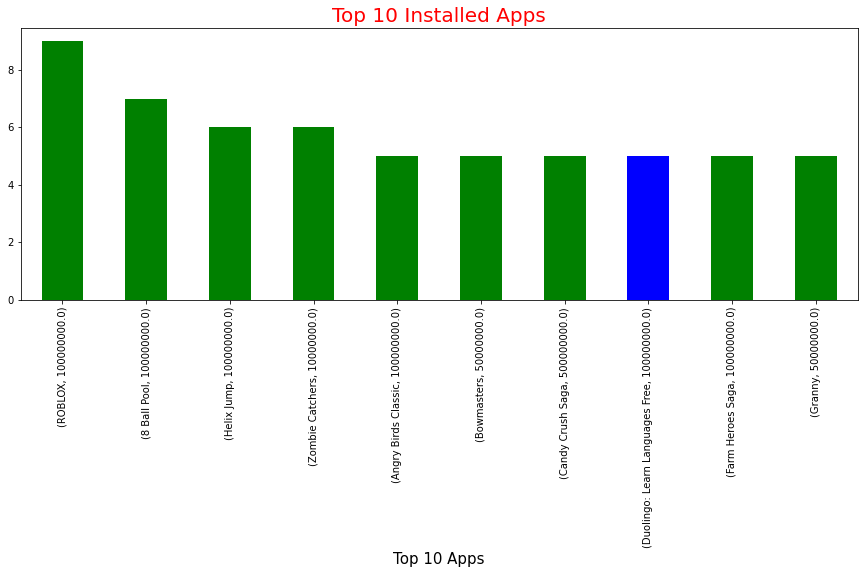 Top 10 Installed Apps
8
6
4
2
0
(ROBLOX, 100000000.0)
(8 Ball Pool, 100000000.0)
(Helix Jump, 100000000.0)
(Zombie Catchers, 10000000.0)
(Angry Birds Classic, 100000000.0)
(Bowmasters, 50000000.0)
(Candy Crush Saga, 500000000.0)
(Duolingo: Learn Languages Free, 100000000.0)
(Farm Heroes Saga, 100000000.0)
(Granny, 50000000.0)
Top 10 Apps